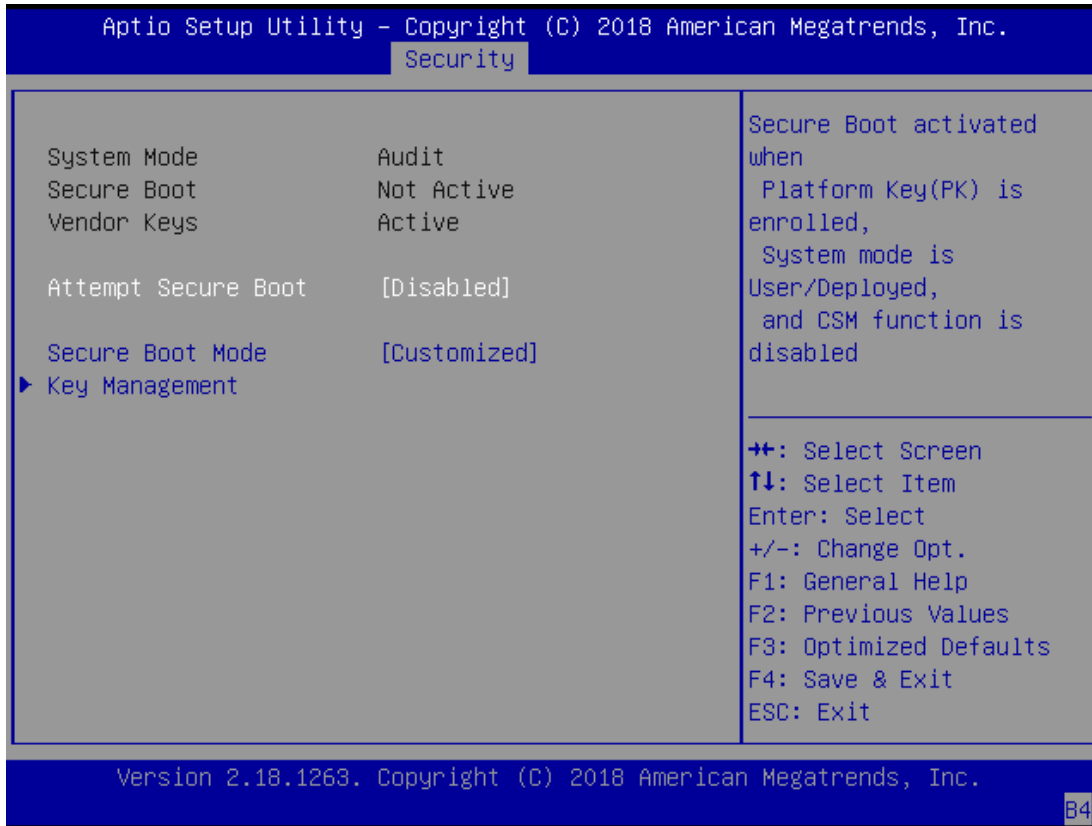 Aptio Setup Utility – Copyright (C) 2018 American Megatrends, Inc.
Security
System Mode Audit
Secure Boot Not Active
Vendor Keys Active
Attempt Secure Boot [Disabled]
Secure Boot Mode [Customized]
Key Management
Secure Boot activated
when
Platform Key(PK) is
enrolled,
System mode is
User/Deployed,
and CSM function is
disabled
→←: Select Screen
↑↓: Select Item
Enter: Select
+/-: Change Opt.
F1: General Help
F2: Previous Values
F3: Optimized Defaults
F4: Save & Exit
ESC: Exit
Version 2.18.1263. Copyright (C) 2018 American Megatrends, Inc.
B4